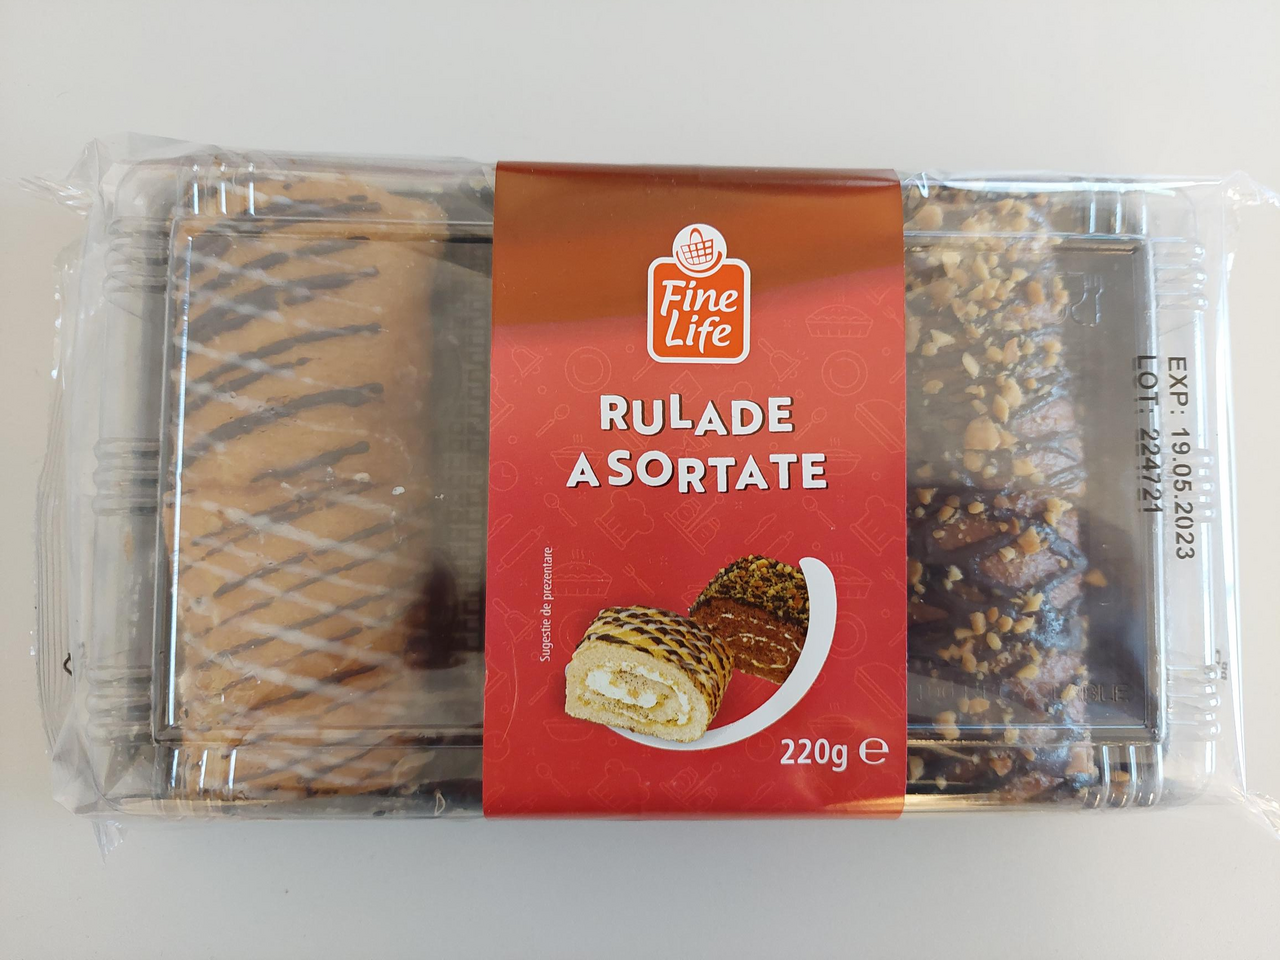 Fine
Life
RULADE
ASORTATE
Sugestie de prezentare
220g ℮
EXP: 19.05.2023
LOT: 224721